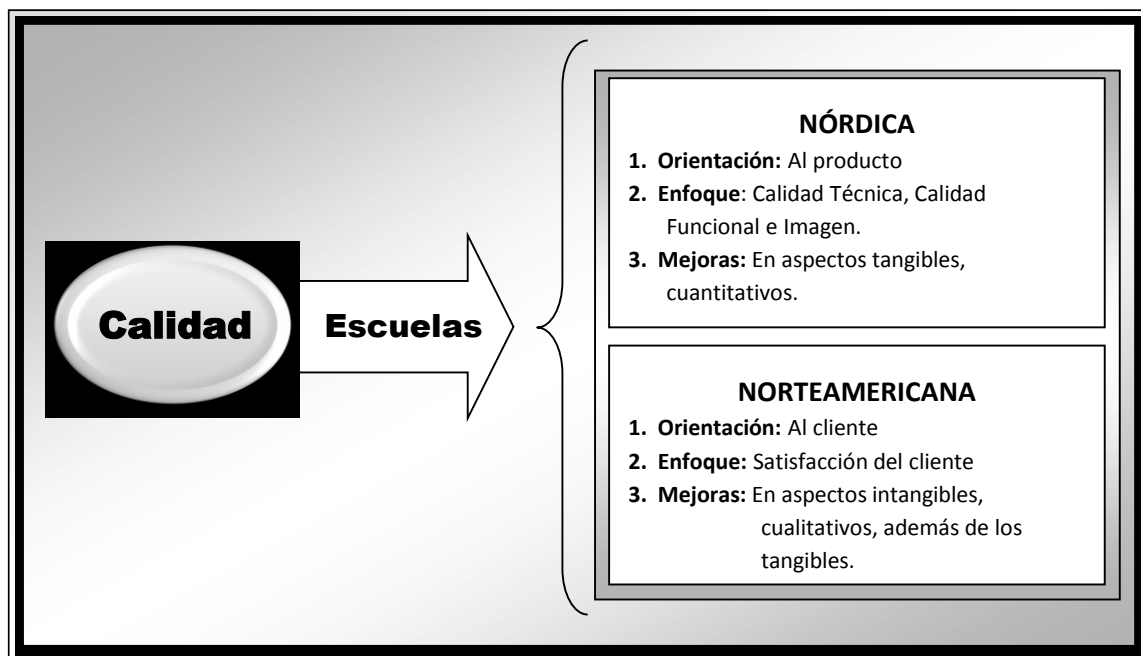 Calidad
Escuelas
NÓRDICA
1. Orientación: Al producto
2. Enfoque: Calidad Técnica, Calidad
Funcional e Imagen.
3. Mejoras: En aspectos tangibles,
cuantitativos.
NORTEAMERICANA
1. Orientación: Al cliente
2. Enfoque: Satisfacción del cliente
3. Mejoras: En aspectos intangibles,
cualitativos, además de los
tangibles.